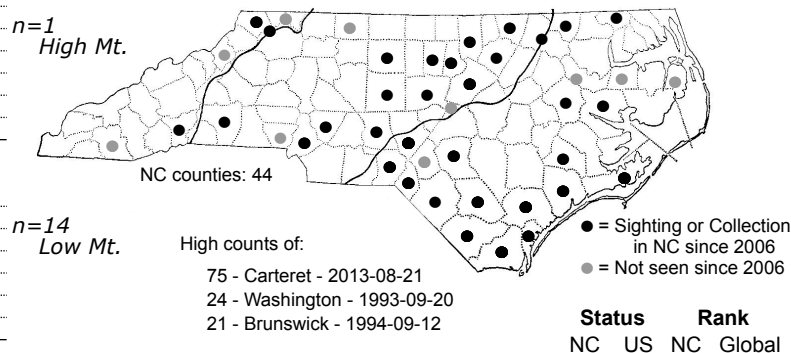 n=1
High Mt.
NC counties: 44
n=14
Low Mt.
High counts of:
75 - Carteret - 2013-08-21
24 - Washington - 1993-09-20
21 - Brunswick - 1994-09-12
= Sighting or Collection
in NC since 2006
= Not seen since 2006
Status Rank
NC US NC Global